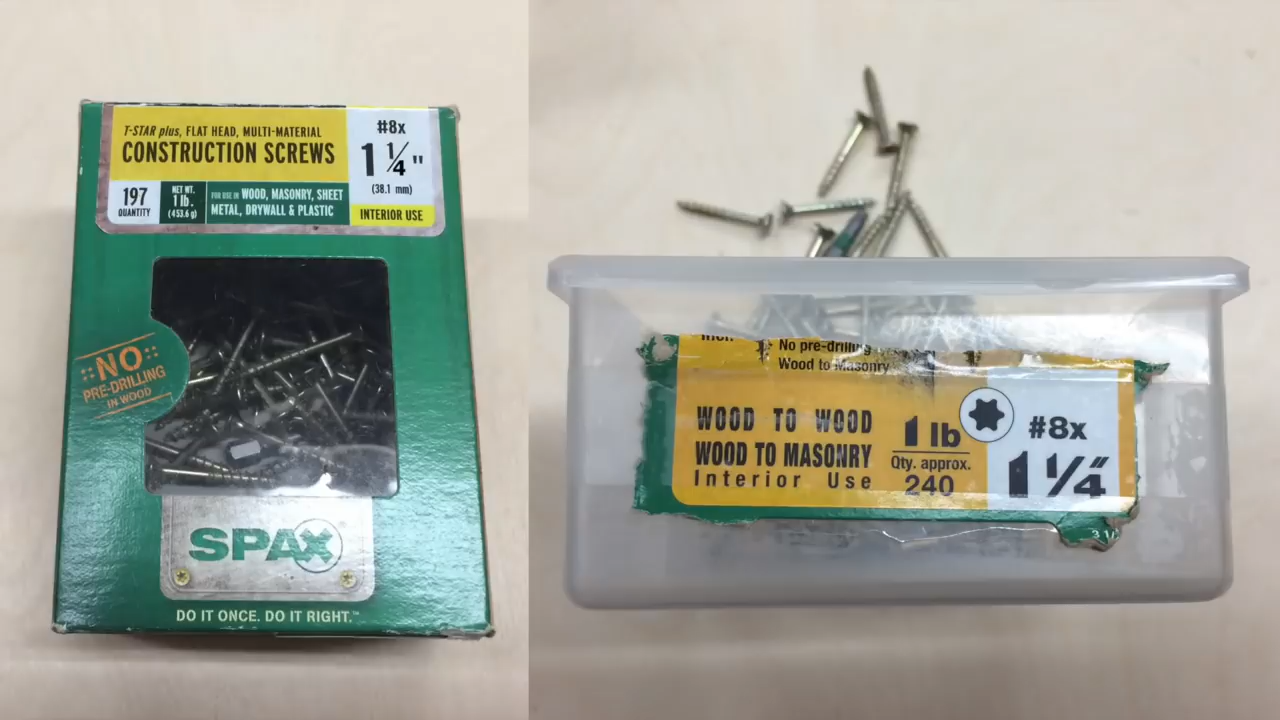 T-STAR plus, FLAT HEAD, MULTI-MATERIAL
CONSTRUCTION SCREWS
#8x
1 1/4"
(38.1 mm)
INTERIOR USE
197
QUANTITY
NET WT.
1 lb.
(453.6 g)
FOR USE IN WOOD, MASONRY, SHEET
METAL, DRYWALL & PLASTIC
NO
PRE-DRILLING
IN WOOD
SPAX
DO IT ONCE. DO IT RIGHT.™
No pre-drilling
Wood to Masonry
WOOD TO WOOD
WOOD TO MASONRY
Interior Use
1 lb
Qty. approx.
240
#8x
1 1/4"